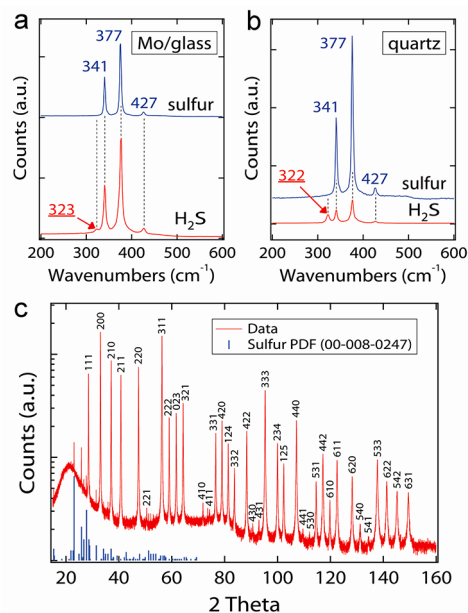 a
Mo/glass
377
341
427
sulfur
323
H2S
Counts (a.u.)
200 300 400 500 600
Wavenumbers (cm-1)
b
quartz
377
341
427
sulfur
322
H2S
Counts (a.u.)
200 300 400 500 600
Wavenumbers (cm-1)
c
Data
Sulfur PDF (00-008-0247)
Counts (a.u.)
111
200
210
211
220
221
311
222
023
321
410
411
331
420
124
332
422
430
431
333
234
125
440
441
530
531
442
610
611
620
540
541
533
622
542
631
20 40 60 80 100 120 140 160
2 Theta